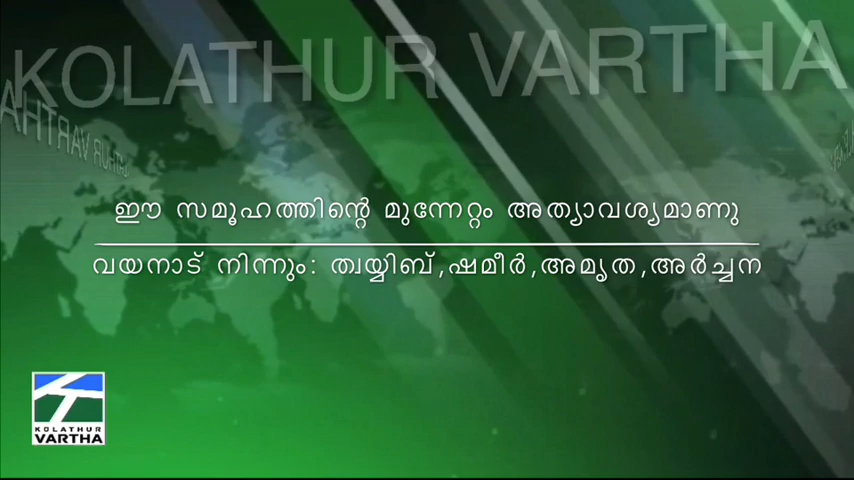 KOLATHUR VARTHA
ഈ സമൂഹത്തിന്റെ മുന്നേറ്റം അത്യാവശ്യമാണു
വയനാട് നിന്നും: ത്വയ്യിബ്,ഷമീർ,അമൃത,അർച്ചന
KOLATHUR
VARTHA